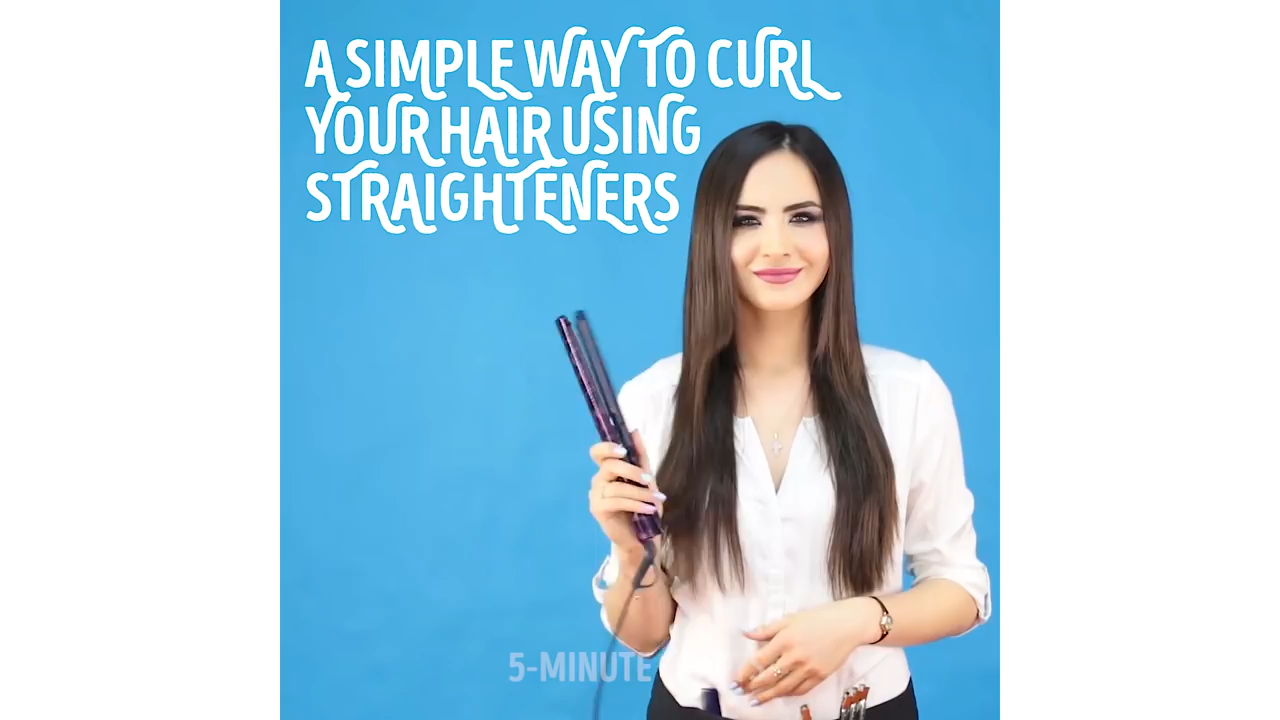 A SIMPLE WAY TO CURL
YOUR HAIR USING
STRAIGHTENERS
5-MINUTE